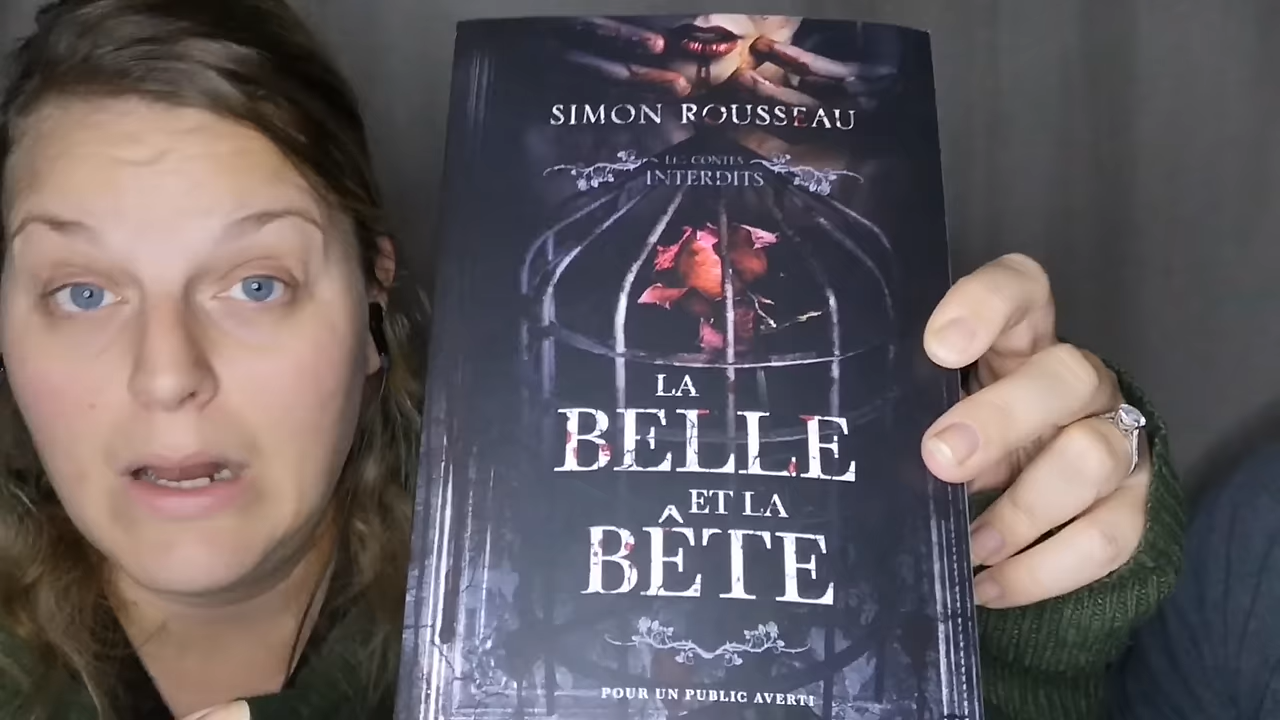 SIMON ROUSSEAU
LES CONTES
INTERDITS
LA
BELLE
ET LA
BÊTE
POUR UN PUBLIC AVERTI